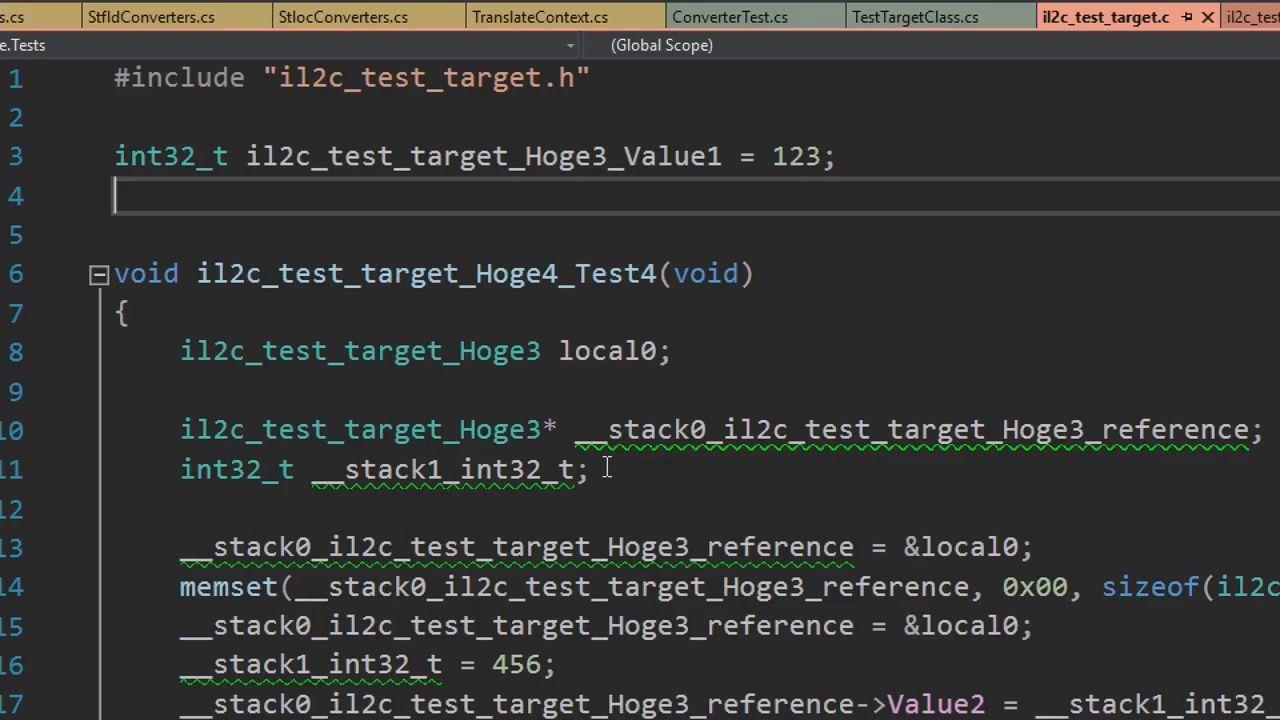 s.cs StfldConverters.cs StlocConverters.cs TranslateContext.cs ConverterTest.cs TestTargetClass.cs il2c_test_target.c il2c_test
e.Tests (Global Scope)
1 #include "il2c_test_target.h"
2
3 int32_t il2c_test_target_Hoge3_Value1 = 123;
4
5
6 void il2c_test_target_Hoge4_Test4(void)
7 {
8 il2c_test_target_Hoge3 local0;
9
10 il2c_test_target_Hoge3* __stack0_il2c_test_target_Hoge3_reference;
11 int32_t __stack1_int32_t;
12
13 __stack0_il2c_test_target_Hoge3_reference = &local0;
14 memset(__stack0_il2c_test_target_Hoge3_reference, 0x00, sizeof(il2c
15 __stack0_il2c_test_target_Hoge3_reference = &local0;
16 __stack1_int32_t = 456;
17 __stack0_il2c_test_target_Hoge3_reference->Value2 = __stack1_int32_